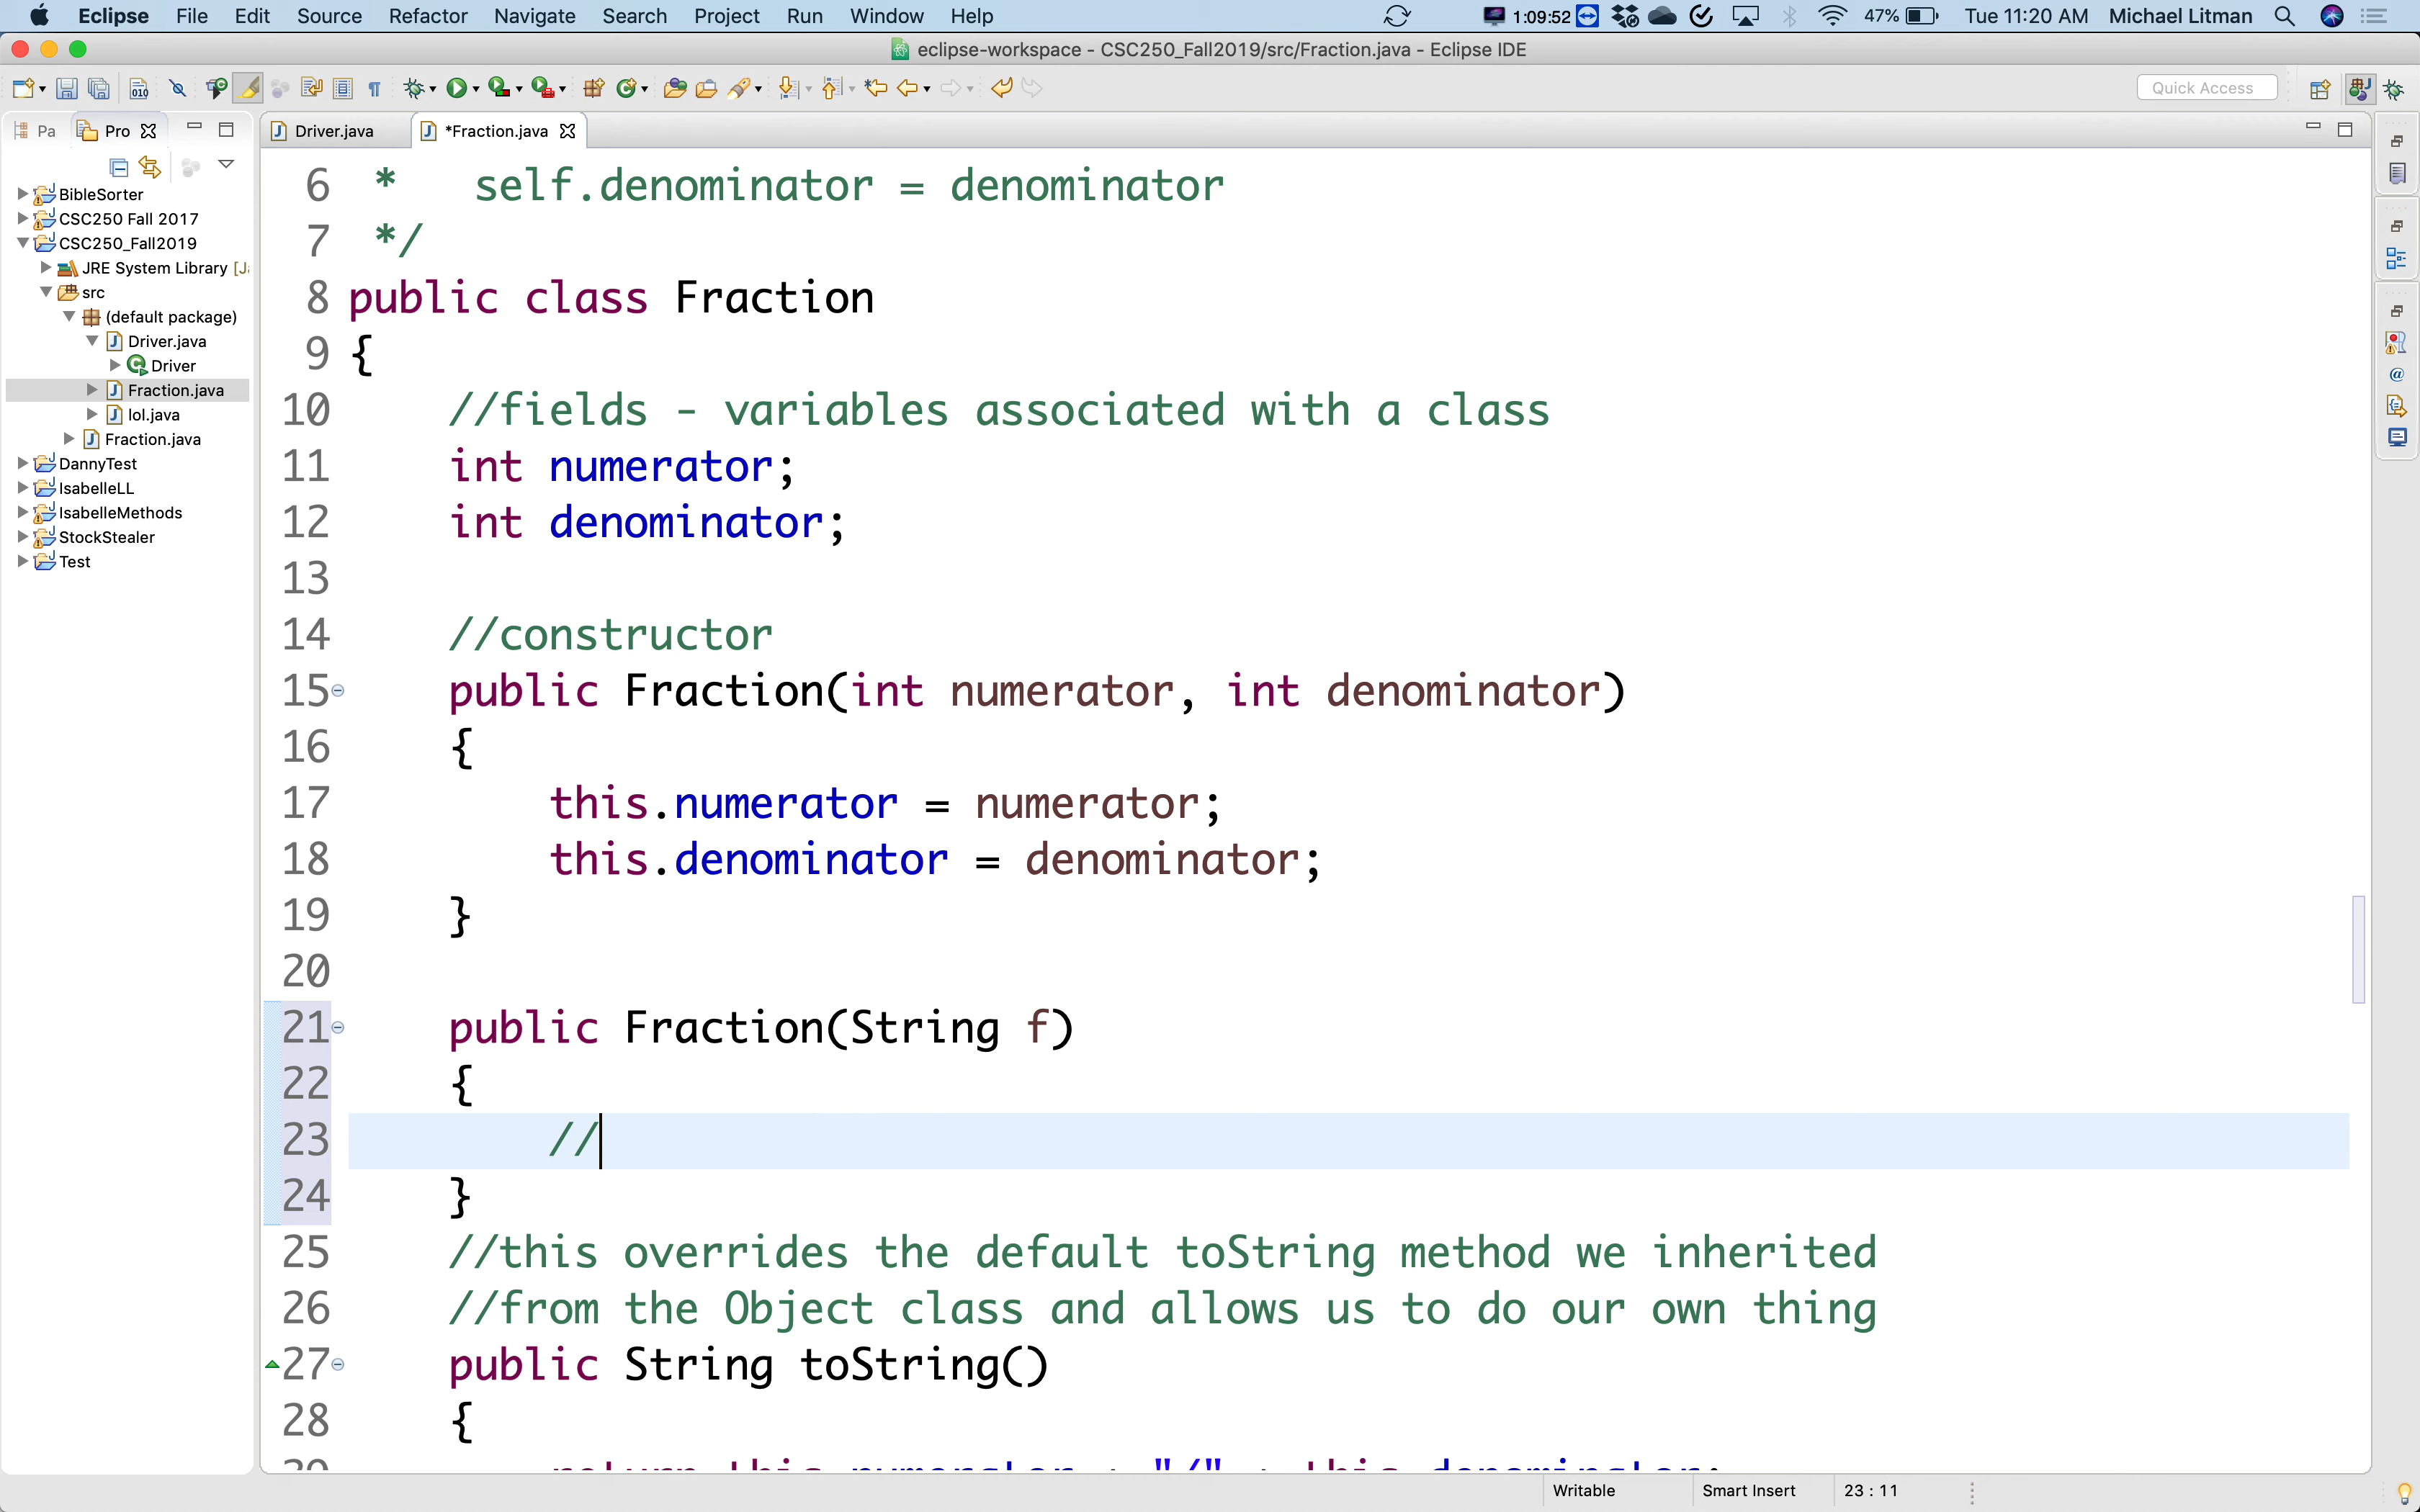 Eclipse File Edit Source Refactor Navigate Search Project Run Window Help 1:09:52 47% Tue 11:20 AM Michael Litman
eclipse-workspace - CSC250_Fall2019/src/Fraction.java - Eclipse IDE
Quick Access
Pa Pro
Driver.java *Fraction.java
BibleSorter
CSC250 Fall 2017
CSC250_Fall2019
JRE System Library [Ja
src
(default package)
Driver.java
Driver
Fraction.java
lol.java
Fraction.java
DannyTest
IsabelleLL
IsabelleMethods
StockStealer
Test
6 * self.denominator = denominator
7 */
8 public class Fraction
9 {
10 //fields - variables associated with a class
11 int numerator;
12 int denominator;
13
14 //constructor
15 public Fraction(int numerator, int denominator)
16 {
17 this.numerator = numerator;
18 this.denominator = denominator;
19 }
20
21 public Fraction(String f)
22 {
23 //
24 }
25 //this overrides the default toString method we inherited
26 //from the Object class and allows us to do our own thing
27 public String toString()
28 {
29 return this.numerator + "/" + this.denominator;
Writable Smart Insert 23 : 11